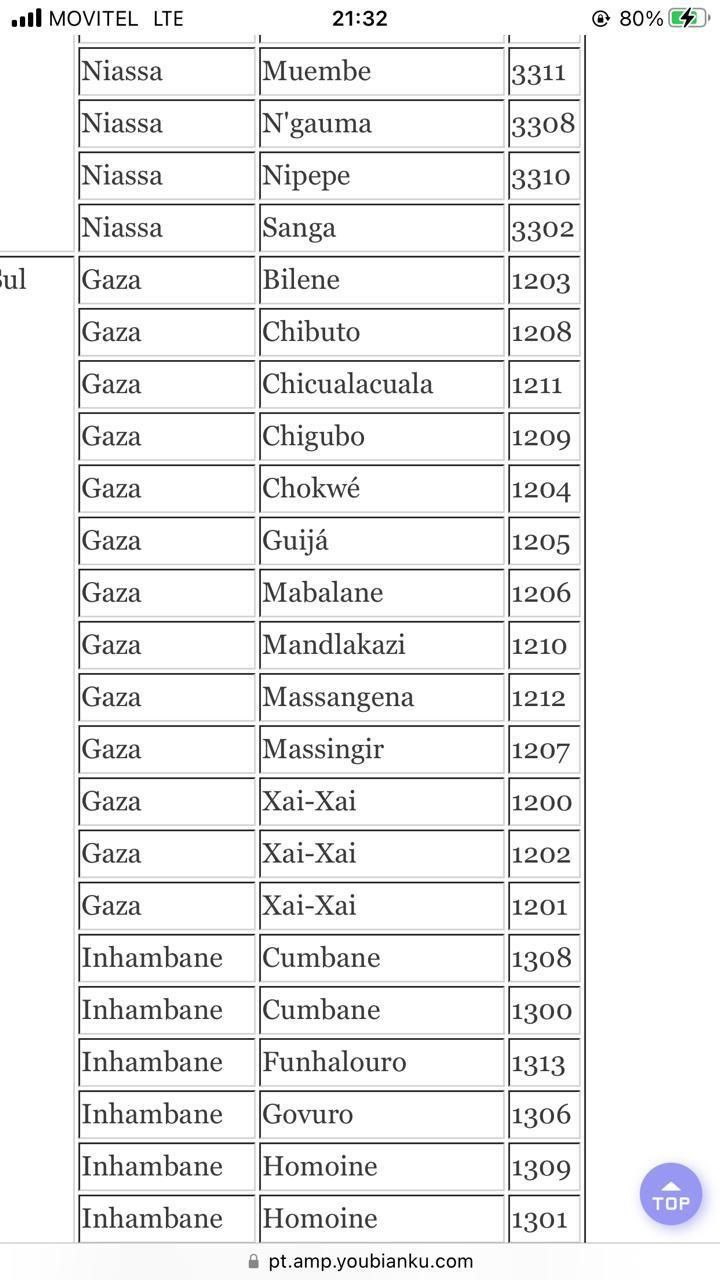 MOVITEL LTE 21:32 80%
Niassa Muembe 3311
Niassa N'gauma 3308
Niassa Nipepe 3310
Niassa Sanga 3302
Sul Gaza Bilene 1203
Gaza Chibuto 1208
Gaza Chicualacuala 1211
Gaza Chigubo 1209
Gaza Chokwé 1204
Gaza Guijá 1205
Gaza Mabalane 1206
Gaza Mandlakazi 1210
Gaza Massangena 1212
Gaza Massingir 1207
Gaza Xai-Xai 1200
Gaza Xai-Xai 1202
Gaza Xai-Xai 1201
Inhambane Cumbane 1308
Inhambane Cumbane 1300
Inhambane Funhalouro 1313
Inhambane Govuro 1306
Inhambane Homoine 1309
Inhambane Homoine 1301
TOP
pt.amp.youbianku.com